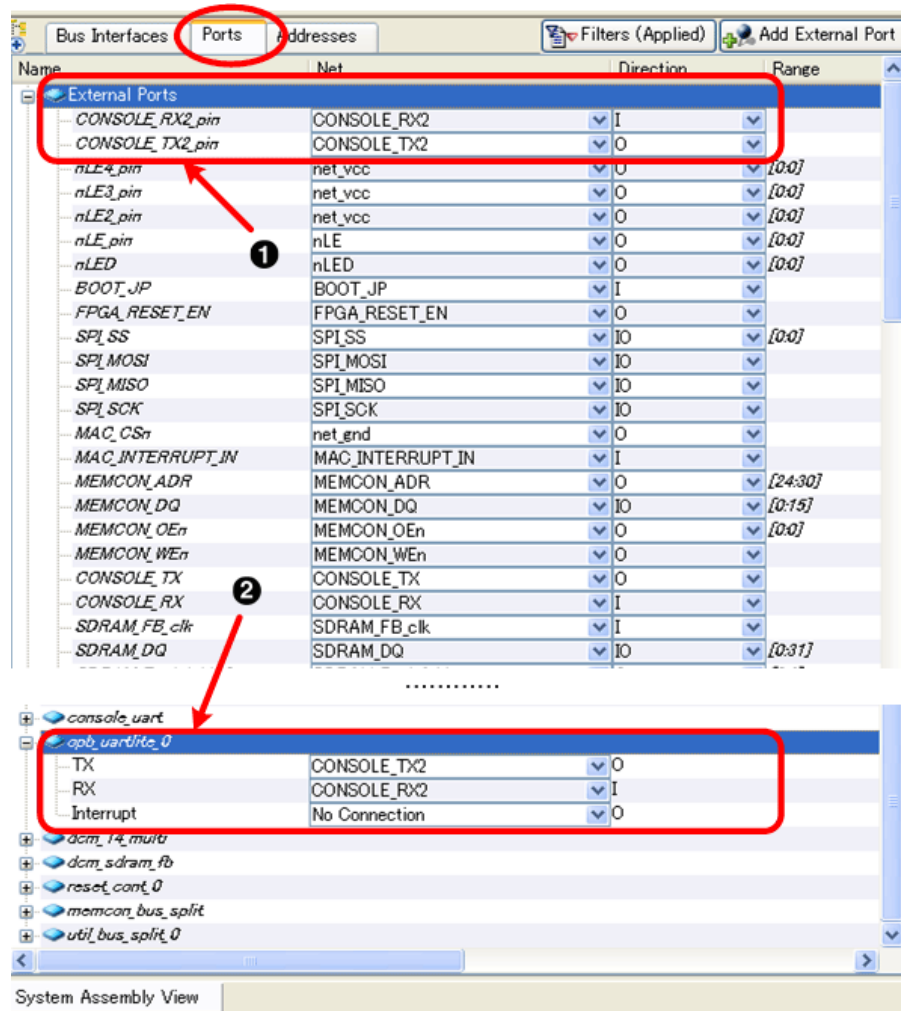 Bus Interfaces Ports Addresses Filters (Applied) Add External Port
Name Net Direction Range
External Ports
CONSOLE_RX2_pin CONSOLE_RX2 I
CONSOLE_TX2_pin CONSOLE_TX2 O
nLE4_pin net_vcc O [0:0]
nLE3_pin net_vcc O [0:0]
nLE2_pin net_vcc O [0:0]
nLE_pin nLE O [0:0]
nLED nLED O [0:0]
BOOT_JP BOOT_JP I
FPGA_RESET_EN FPGA_RESET_EN O
SPI_SS SPI_SS IO [0:0]
SPI_MOSI SPI_MOSI IO
SPI_MISO SPI_MISO IO
SPI_SCK SPI_SCK IO
MAC_CSn net_gnd O
MAC_INTERRUPT_IN MAC_INTERRUPT_IN I
MEMCON_ADR MEMCON_ADR O [24:30]
MEMCON_DQ MEMCON_DQ IO [0:15]
MEMCON_OEn MEMCON_OEn O [0:0]
MEMCON_WEn MEMCON_WEn O
CONSOLE_TX CONSOLE_TX O
CONSOLE_RX CONSOLE_RX I
SDRAM_FB_clk SDRAM_FB_clk I
SDRAM_DQ SDRAM_DQ IO [0:31]
❶
❷
............
console_uart
opb_uartlite_0
TX CONSOLE_TX2 O
RX CONSOLE_RX2 I
Interrupt No Connection O
dcm_14_multi
dcm_sdram_fb
reset_cont_0
memcon_bus_split
util_bus_split_0
System Assembly View